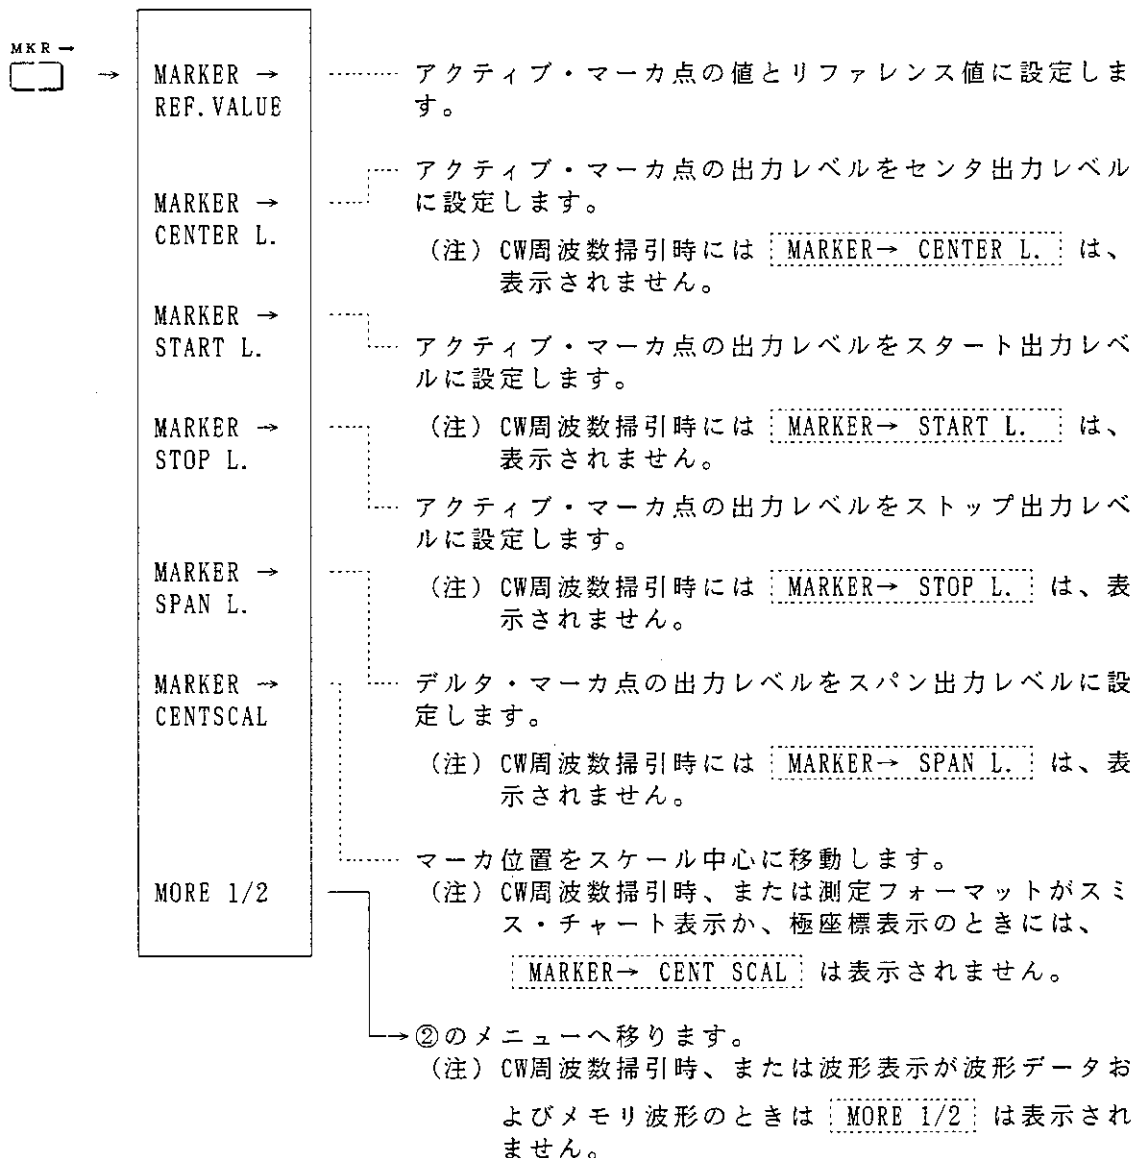 MKR→
→
MARKER →
REF.VALUE
アクティブ・マーカ点の値とリファレンス値に設定しま
す。
MARKER →
CENTER L.
アクティブ・マーカ点の出力レベルをセンタ出力レベル
に設定します。
(注) CW周波数掃引時には MARKER→ CENTER L. は、
表示されません。
MARKER →
START L.
アクティブ・マーカ点の出力レベルをスタート出力レベ
ルに設定します。
(注) CW周波数掃引時には MARKER→ START L. は、
表示されません。
MARKER →
STOP L.
アクティブ・マーカ点の出力レベルをストップ出力レベ
ルに設定します。
(注) CW周波数掃引時には MARKER→ STOP L. は、表
示されません。
MARKER →
SPAN L.
デルタ・マーカ点の出力レベルをスパン出力レベルに設
定します。
(注) CW周波数掃引時には MARKER→ SPAN L. は、表
示されません。
MARKER →
CENTSCAL
マーカ位置をスケール中心に移動します。
(注) CW周波数掃引時、または測定フォーマットがスミ
ス・チャート表示か、極座標表示のときには、
MARKER→ CENT SCAL は表示されません。
MORE 1/2
→②のメニューへ移ります。
(注) CW周波数掃引時、または波形表示が波形データお
よびメモリ波形のときは MORE 1/2 は表示され
ません。